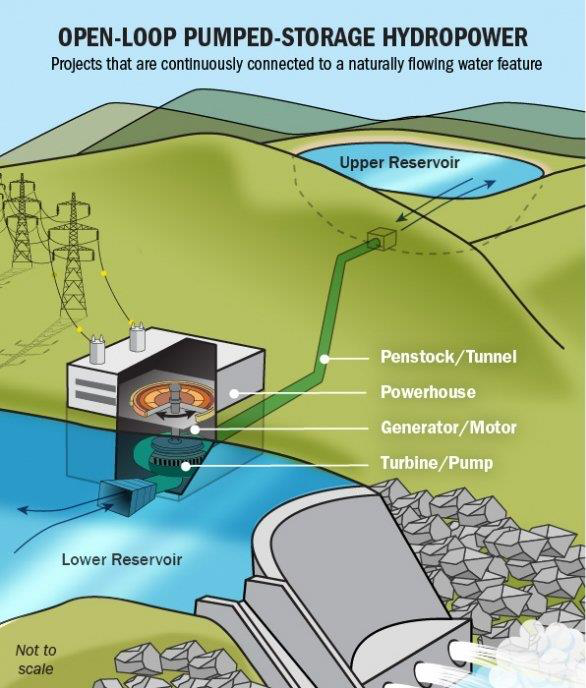 OPEN-LOOP PUMPED-STORAGE HYDROPOWER
Projects that are continuously connected to a naturally flowing water feature
Upper Reservoir
Penstock/Tunnel
Powerhouse
Generator/Motor
Turbine/Pump
Lower Reservoir
Not to
scale